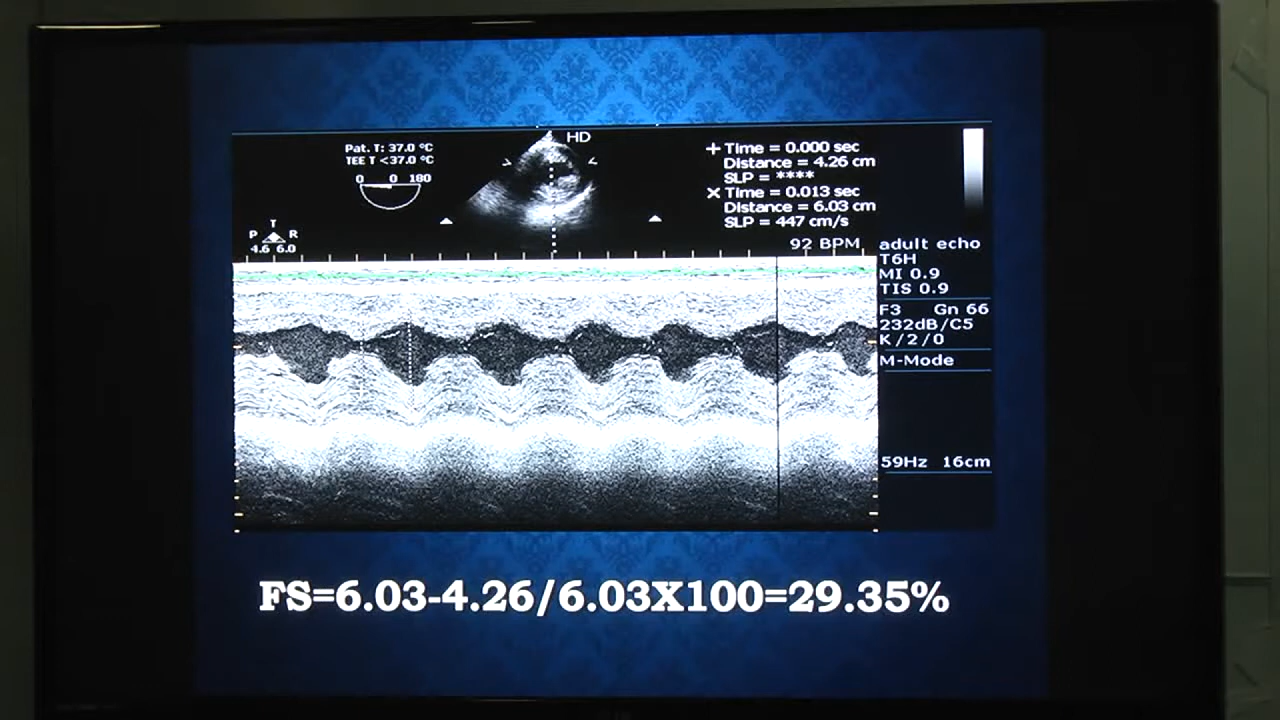 HD
Pat. T: 37.0 °C
TEE T <37.0 °C
0 0 180
+ Time = 0.000 sec
Distance = 4.26 cm
SLP = ****
× Time = 0.013 sec
Distance = 6.03 cm
SLP = 447 cm/s
T
P R
4.6 6.0
92 BPM
adult echo
T6H
MI 0.9
TIS 0.9
F3 Gn 66
232dB/C5
K/2/0
M-Mode
59Hz 16cm
FS=6.03-4.26/6.03X100=29.35%